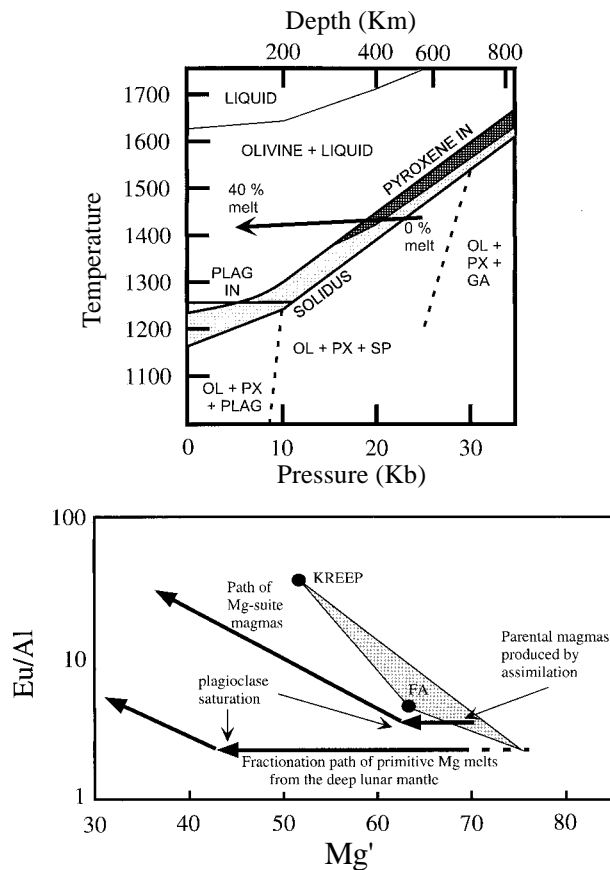 Depth (Km)
200 400 600 800
1700
1600
1500
1400
1300
1200
1100
Temperature
LIQUID
OLIVINE + LIQUID
PYROXENE IN
40 %
melt
0 %
melt
OL +
PX +
GA
PLAG
IN
SOLIDUS
OL + PX + SP
OL + PX
+ PLAG
0 10 20 30
Pressure (Kb)
100
10
1
Eu/Al
KREEP
Path of
Mg-suite
magmas
Parental magmas
produced by
assimilation
FA
plagioclase
saturation
Fractionation path of primitive Mg melts
from the deep lunar mantle
30 40 50 60 70 80
Mg'